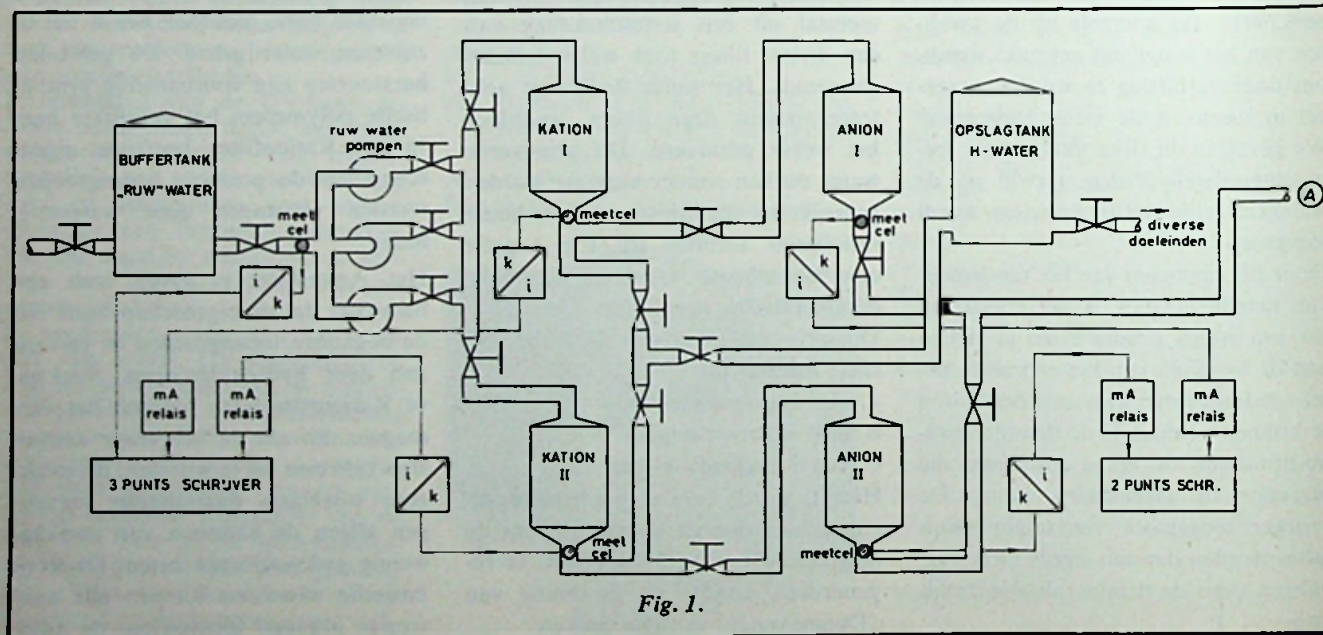 BUFFERTANK
„RUW" WATER
ruw water
pompen
meet
cel
i
k
KATION
I
meetcel
k
i
ANION
I
meet
cel
k
i
OPSLAGTANK
H-WATER
diverse
doeleinden
A
mA
relais
mA
relais
3 PUNTS SCHRIJVER
i
k
KATION
II
meet
cel
ANION
II
meetcel
k
i
mA
relais
mA
relais
2 PUNTS SCHR.
Fig. 1.